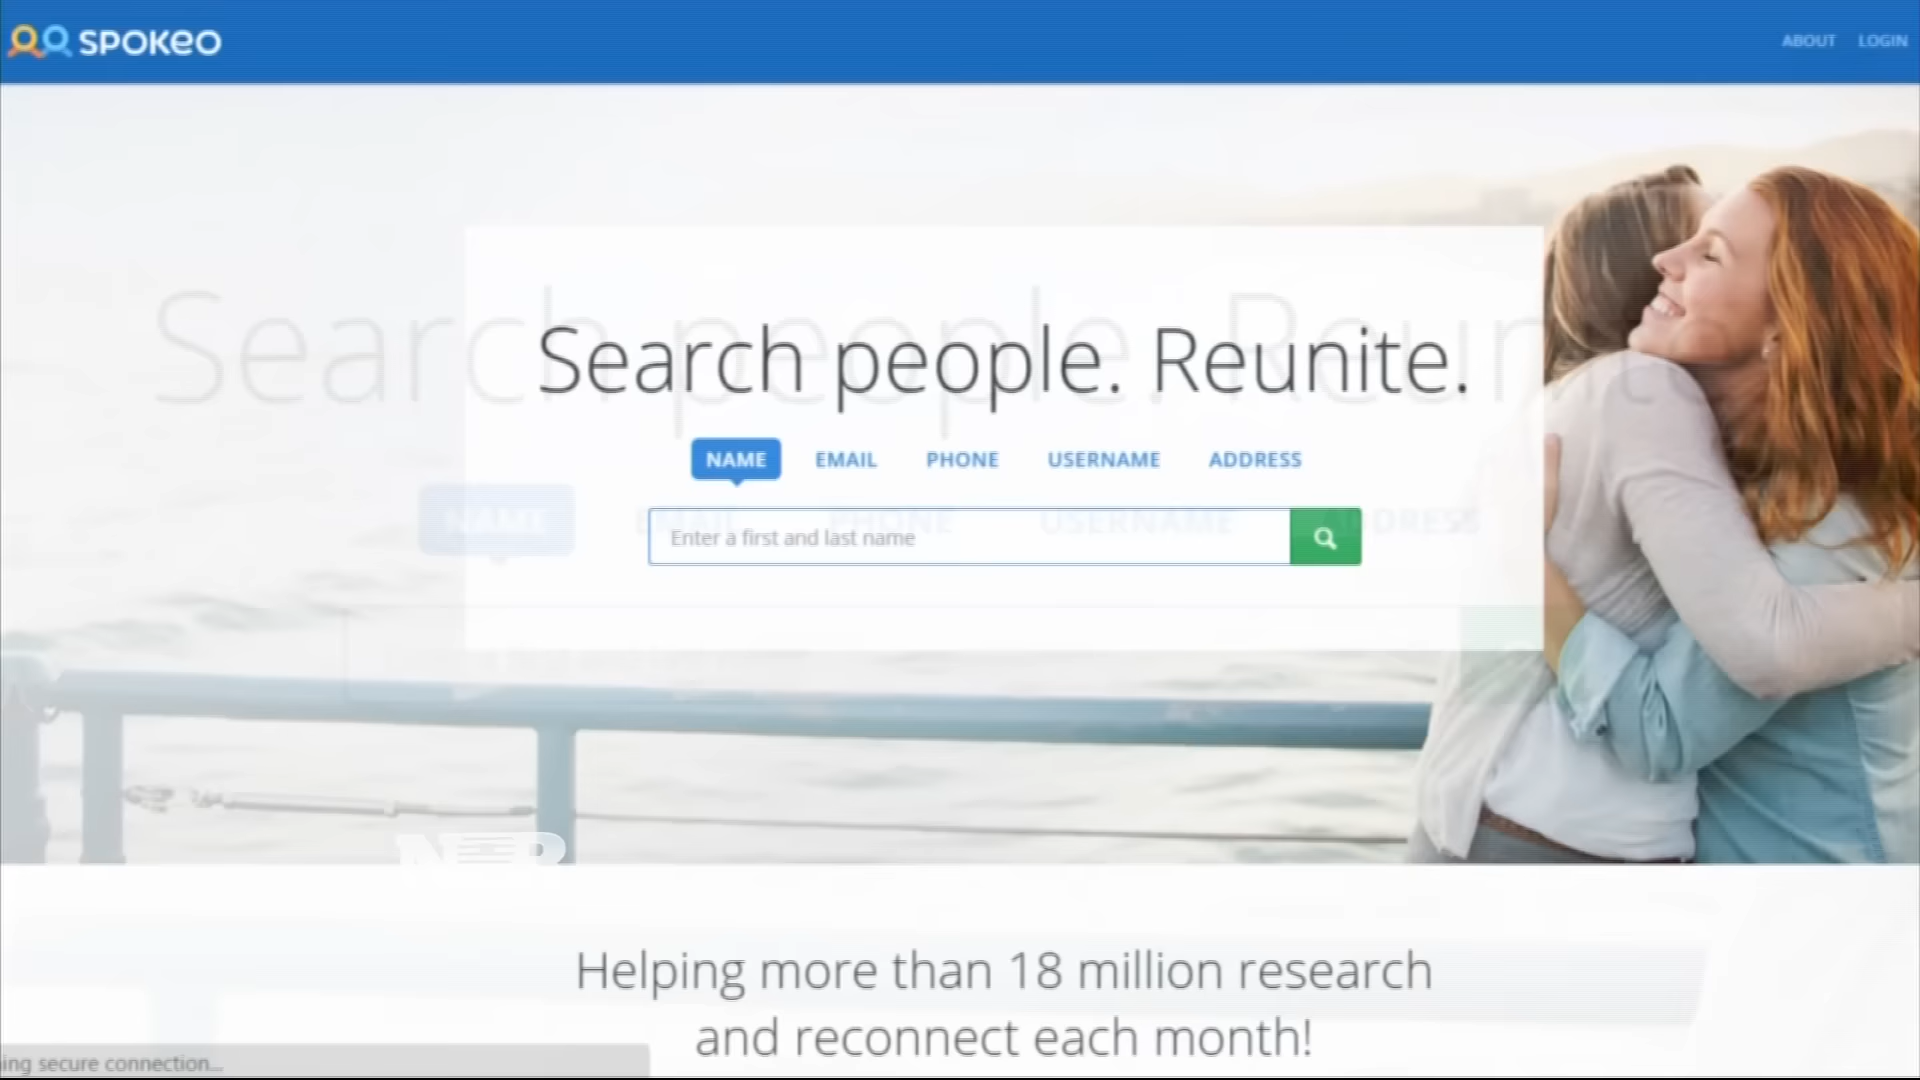 SPOKEO
ABOUT LOGIN
Search people. Reunite.
NAME EMAIL PHONE USERNAME ADDRESS
Enter a first and last name
Helping more than 18 million research
and reconnect each month!
ing secure connection...